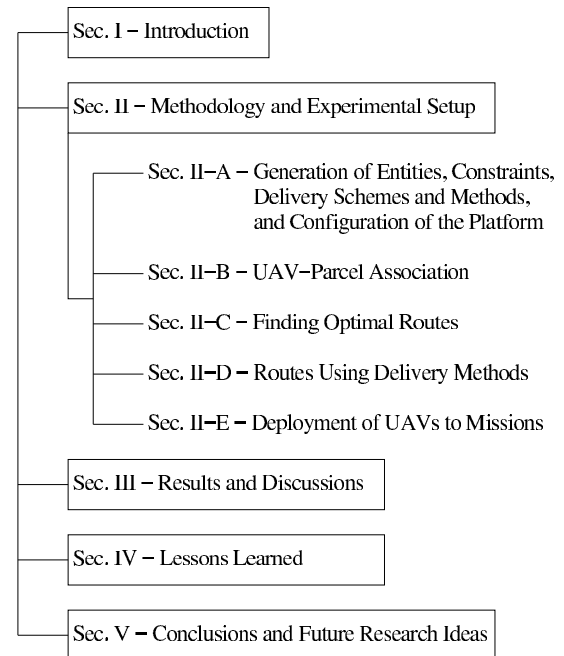 Sec. I – Introduction
Sec. II – Methodology and Experimental Setup
Sec. II–A – Generation of Entities, Constraints,
Delivery Schemes and Methods,
and Configuration of the Platform
Sec. II–B – UAV–Parcel Association
Sec. II–C – Finding Optimal Routes
Sec. II–D – Routes Using Delivery Methods
Sec. II–E – Deployment of UAVs to Missions
Sec. III – Results and Discussions
Sec. IV – Lessons Learned
Sec. V – Conclusions and Future Research Ideas